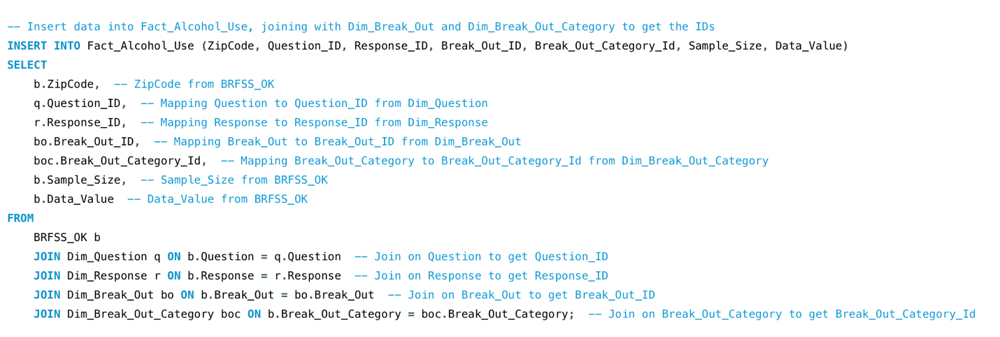 -- Insert data into Fact_Alcohol_Use, joining with Dim_Break_Out and Dim_Break_Out_Category to get the IDs
INSERT INTO Fact_Alcohol_Use (ZipCode, Question_ID, Response_ID, Break_Out_ID, Break_Out_Category_Id, Sample_Size, Data_Value)
SELECT
    b.ZipCode,  -- ZipCode from BRFSS_OK
    q.Question_ID,  -- Mapping Question to Question_ID from Dim_Question
    r.Response_ID,  -- Mapping Response to Response_ID from Dim_Response
    bo.Break_Out_ID,  -- Mapping Break_Out to Break_Out_ID from Dim_Break_Out
    boc.Break_Out_Category_Id,  -- Mapping Break_Out_Category to Break_Out_Category_Id from Dim_Break_Out_Category
    b.Sample_Size,  -- Sample_Size from BRFSS_OK
    b.Data_Value  -- Data_Value from BRFSS_OK
FROM
    BRFSS_OK b
    JOIN Dim_Question q ON b.Question = q.Question  -- Join on Question to get Question_ID
    JOIN Dim_Response r ON b.Response = r.Response  -- Join on Response to get Response_ID
    JOIN Dim_Break_Out bo ON b.Break_Out = bo.Break_Out  -- Join on Break_Out to get Break_Out_ID
    JOIN Dim_Break_Out_Category boc ON b.Break_Out_Category = boc.Break_Out_Category;  -- Join on Break_Out_Category to get Break_Out_Category_Id